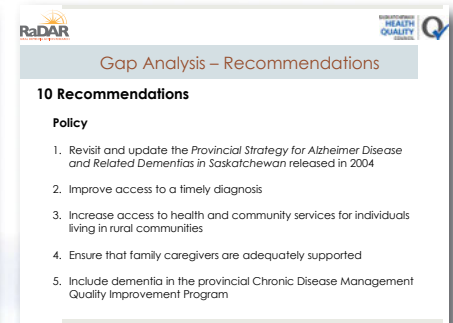 RaDAR
SASKATCHEWAN
HEALTH
QUALITY
COUNCIL
Gap Analysis – Recommendations
10 Recommendations
Policy
1. Revisit and update the Provincial Strategy for Alzheimer Disease
and Related Dementias in Saskatchewan released in 2004
2. Improve access to a timely diagnosis
3. Increase access to health and community services for individuals
living in rural communities
4. Ensure that family caregivers are adequately supported
5. Include dementia in the provincial Chronic Disease Management
Quality Improvement Program